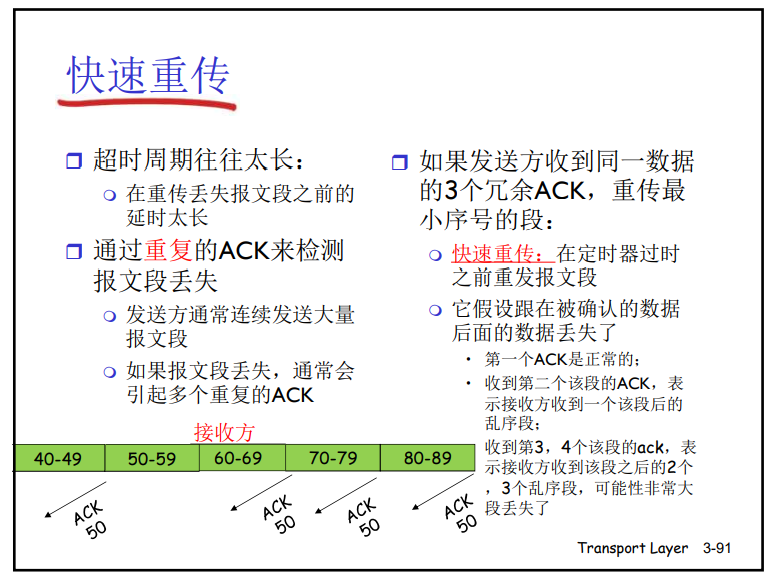 快速重传
超时周期往往太长：
在重传丢失报文段之前的
延时太长
通过重复的ACK来检测
报文段丢失
发送方通常连续发送大量
报文段
如果报文段丢失，通常会
引起多个重复的ACK
如果发送方收到同一数据
的3个冗余ACK，重传最
小序号的段：
快速重传：在定时器过时
之前重发报文段
它假设跟在被确认的数据
后面的数据丢失了
第一个ACK是正常的；
收到第二个该段的ACK，表
示接收方收到一个该段后的
乱序段；
收到第3，4个该段的ack，表
示接收方收到该段之后的2个
，3个乱序段，可能性非常大
段丢失了
接收方
40-49 50-59 60-69 70-79 80-89
ACK
50
ACK
50
ACK
50
ACK
50
Transport Layer 3-91